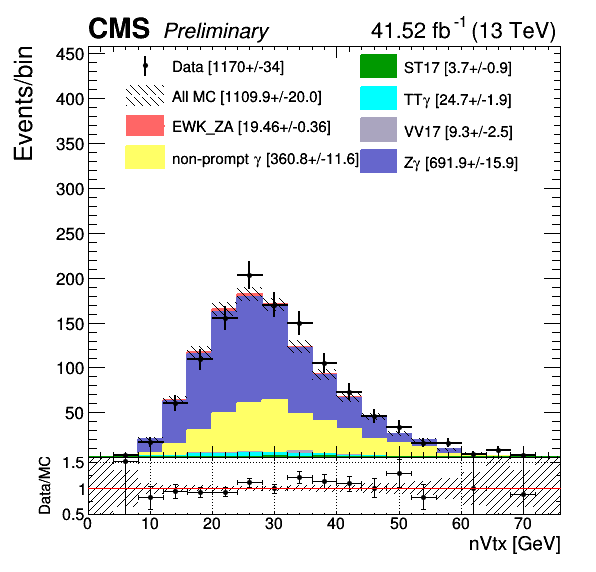 CMS Preliminary 41.52 fb⁻¹ (13 TeV)
Events/bin
450
400
350
300
250
200
150
100
50
Data [1170+/-34]
All MC [1109.9+/-20.0]
EWK_ZA [19.46+/-0.36]
non-prompt γ [360.8+/-11.6]
ST17 [3.7+/-0.9]
TTγ [24.7+/-1.9]
VV17 [9.3+/-2.5]
Zγ [691.9+/-15.9]
Data/MC
1.5
1
0.5
0 10 20 30 40 50 60 70
nVtx [GeV]